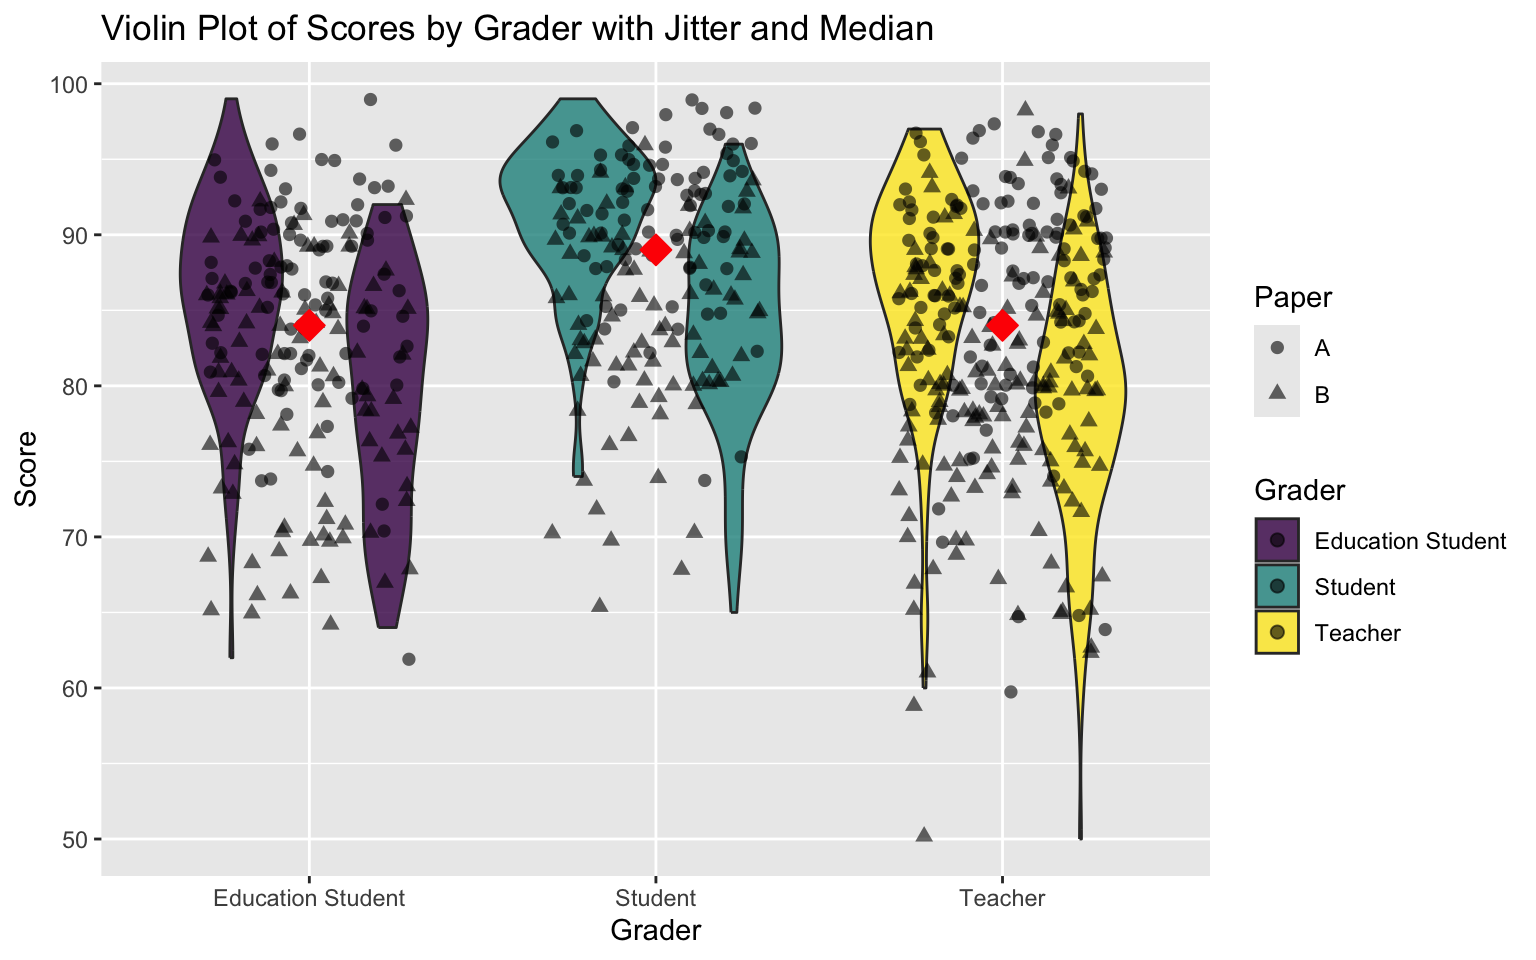 Violin Plot of Scores by Grader with Jitter and Median
100
90
80
70
60
50
Score
Education Student
Student
Teacher
Grader
Paper
A
B
Grader
Education Student
Student
Teacher